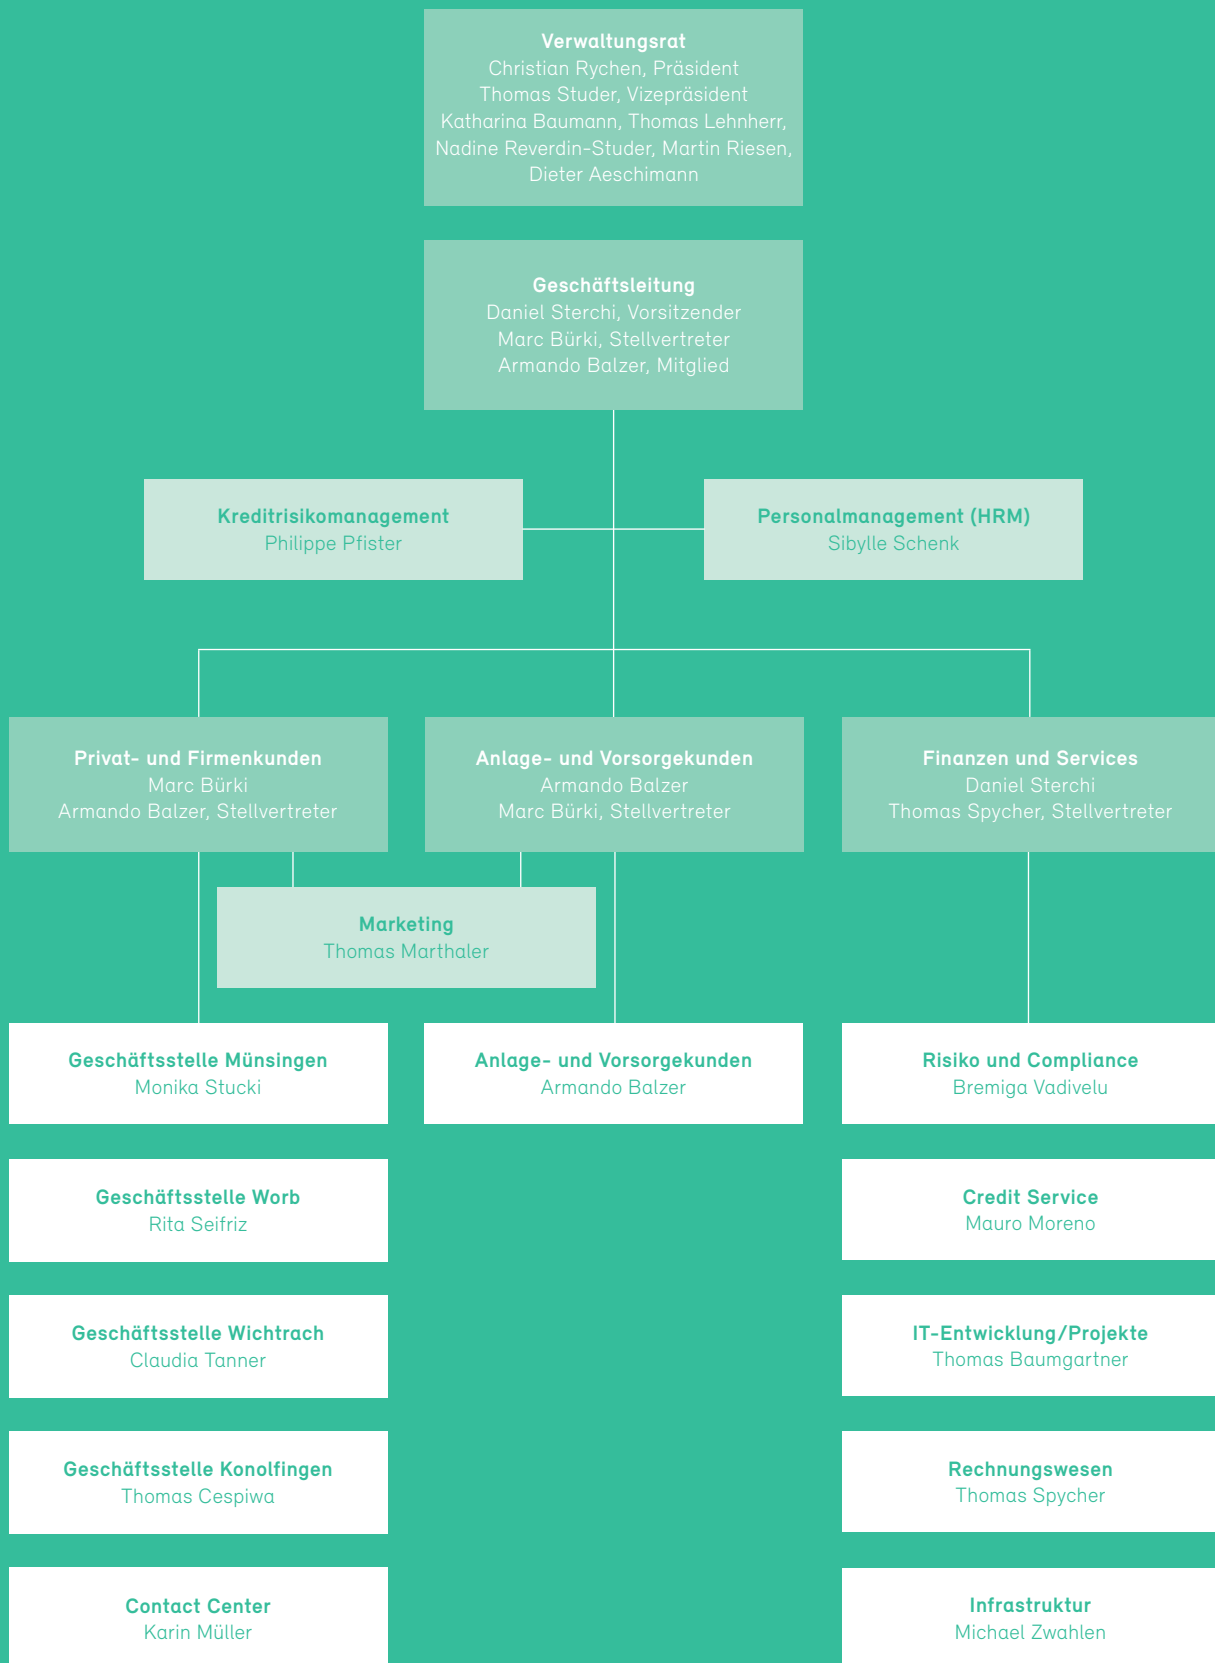 Verwaltungsrat
Christian Rychen, Präsident
Thomas Studer, Vizepräsident
Katharina Baumann, Thomas Lehnherr,
Nadine Reverdin-Studer, Martin Riesen,
Dieter Aeschimann
Geschäftsleitung
Daniel Sterchi, Vorsitzender
Marc Bürki, Stellvertreter
Armando Balzer, Mitglied
Kreditrisikomanagement
Philippe Pfister
Personalmanagement (HRM)
Sibylle Schenk
Privat- und Firmenkunden
Marc Bürki
Armando Balzer, Stellvertreter
Anlage- und Vorsorgekunden
Armando Balzer
Marc Bürki, Stellvertreter
Finanzen und Services
Daniel Sterchi
Thomas Spycher, Stellvertreter
Marketing
Thomas Marthaler
Geschäftsstelle Münsingen
Monika Stucki
Anlage- und Vorsorgekunden
Armando Balzer
Risiko und Compliance
Bremiga Vadivelu
Geschäftsstelle Worb
Rita Seifriz
Credit Service
Mauro Moreno
Geschäftsstelle Wichtrach
Claudia Tanner
IT-Entwicklung/Projekte
Thomas Baumgartner
Geschäftsstelle Konolfingen
Thomas Cespiwa
Rechnungswesen
Thomas Spycher
Contact Center
Karin Müller
Infrastruktur
Michael Zwahlen